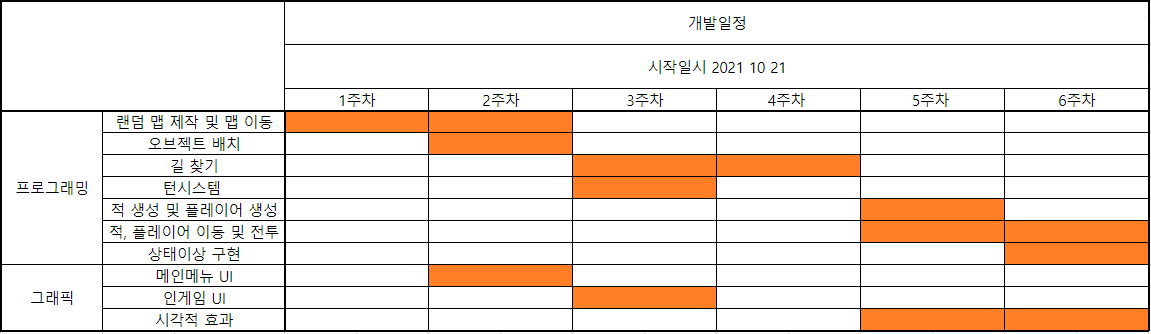 개발일정
시작일시 2021 10 21
1주차 2주차 3주차 4주차 5주차 6주차
프로그래밍
랜덤 맵 제작 및 맵 이동
오브젝트 배치
길 찾기
턴시스템
적 생성 및 플레이어 생성
적, 플레이어 이동 및 전투
상태이상 구현
그래픽
메인메뉴 UI
인게임 UI
시각적 효과